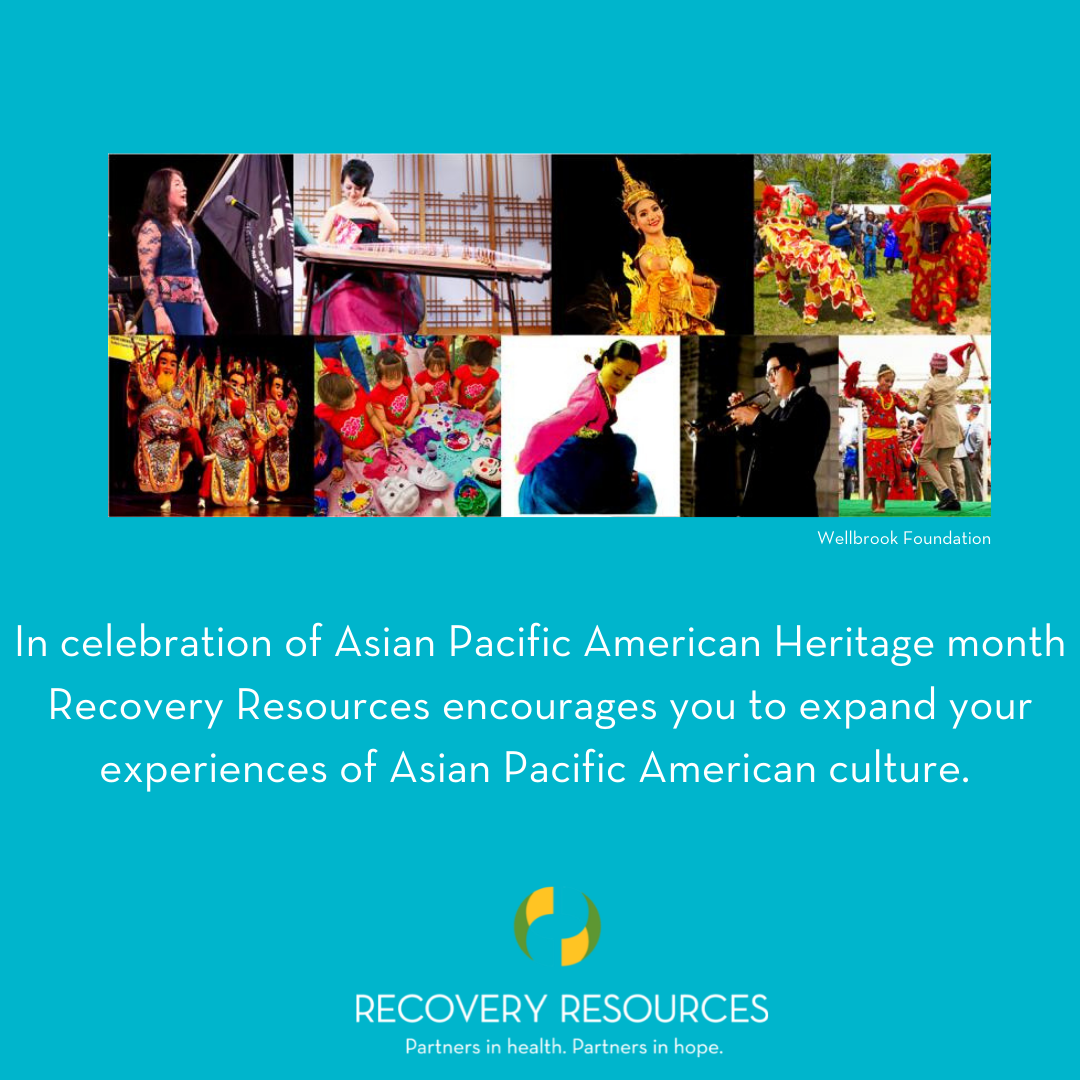 Wellbrook Foundation
In celebration of Asian Pacific American Heritage month
Recovery Resources encourages you to expand your
experiences of Asian Pacific American culture.
RECOVERY RESOURCES
Partners in health. Partners in hope.